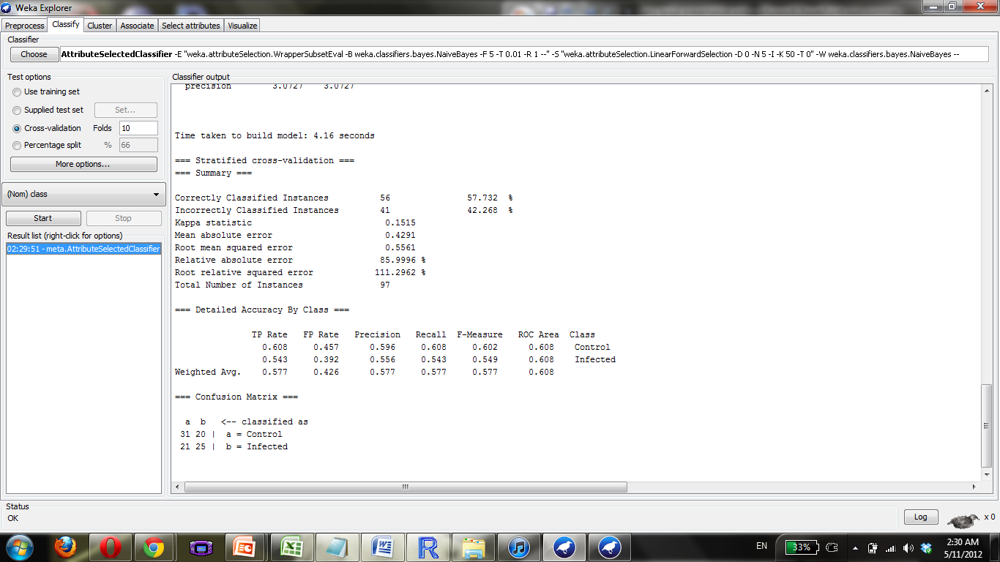 Weka Explorer
Preprocess Classify Cluster Associate Select attributes Visualize
Classifier
Choose AttributeSelectedClassifier -E "weka.attributeSelection.WrapperSubsetEval -B weka.classifiers.bayes.NaiveBayes -F 5 -T 0.01 -R 1 --" -S "weka.attributeSelection.LinearForwardSelection -D 0 -N 5 -I -K 50 -T 0" -W weka.classifiers.bayes.NaiveBayes --
Test options
Use training set
Supplied test set Set...
Cross-validation Folds 10
Percentage split % 66
More options...
(Nom) class
Start Stop
Result list (right-click for options)
02:29:51 - meta.AttributeSelectedClassifier
Classifier output
precision 3.0727 3.0727
Time taken to build model: 4.16 seconds
=== Stratified cross-validation ===
=== Summary ===
Correctly Classified Instances 56 57.732 %
Incorrectly Classified Instances 41 42.268 %
Kappa statistic 0.1515
Mean absolute error 0.4291
Root mean squared error 0.5561
Relative absolute error 85.9996 %
Root relative squared error 111.2962 %
Total Number of Instances 97
=== Detailed Accuracy By Class ===
TP Rate FP Rate Precision Recall F-Measure ROC Area Class
0.608 0.457 0.596 0.608 0.602 0.608 Control
0.543 0.392 0.556 0.543 0.549 0.608 Infected
Weighted Avg. 0.577 0.426 0.577 0.577 0.577 0.608
=== Confusion Matrix ===
a b <-- classified as
31 20 | a = Control
21 25 | b = Infected
Status
OK
Log x 0
EN 33% 2:30 AM
5/11/2012